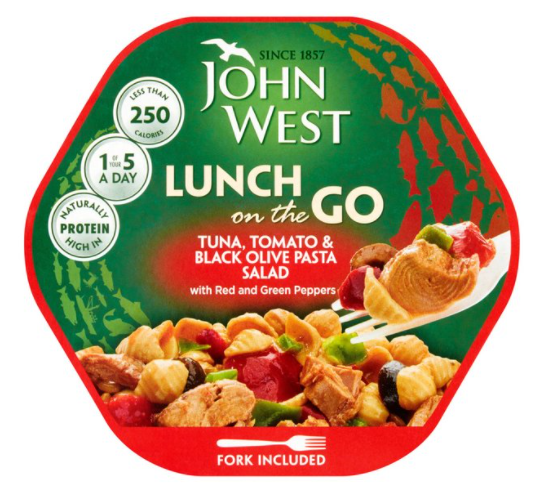 SINCE 1857
JOHN
WEST
LESS THAN
250
CALORIES
1 OF YOUR 5
A DAY
NATURALLY
PROTEIN
HIGH IN
LUNCH
on the GO
TUNA, TOMATO &
BLACK OLIVE PASTA
SALAD
with Red and Green Peppers
FORK INCLUDED